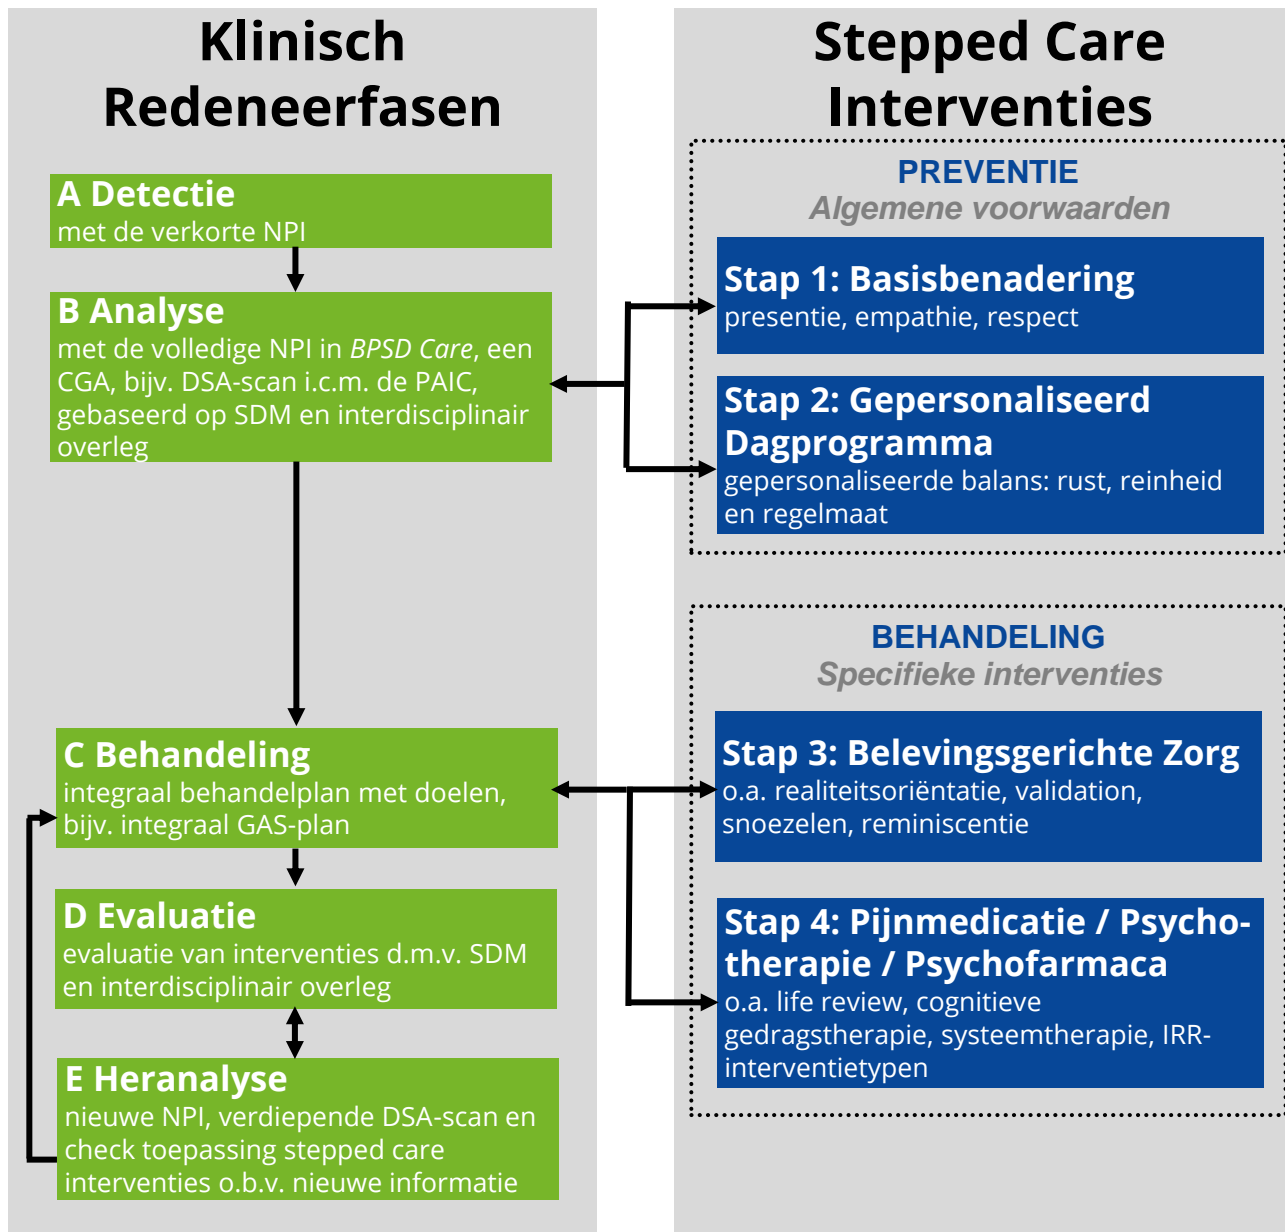 Klinisch
Redeneerfasen
A Detectie
met de verkorte NPI
B Analyse
met de volledige NPI in BPSD Care, een
CGA, bijv. DSA-scan i.c.m. de PAIC,
gebaseerd op SDM en interdisciplinair
overleg
C Behandeling
integraal behandelplan met doelen,
bijv. integraal GAS-plan
D Evaluatie
evaluatie van interventies d.m.v. SDM
en interdisciplinair overleg
E Heranalyse
nieuwe NPI, verdiepende DSA-scan en
check toepassing stepped care
interventies o.b.v. nieuwe informatie
Stepped Care
Interventies
PREVENTIE
Algemene voorwaarden
Stap 1: Basisbenadering
presentie, empathie, respect
Stap 2: Gepersonaliseerd
Dagprogramma
gepersonaliseerde balans: rust, reinheid
en regelmaat
BEHANDELING
Specifieke interventies
Stap 3: Belevingsgerichte Zorg
o.a. realiteitsoriëntatie, validation,
snoezelen, reminiscentie
Stap 4: Pijnmedicatie / Psycho-
therapie / Psychofarmaca
o.a. life review, cognitieve
gedragstherapie, systeemtherapie, IRR-
interventietypen